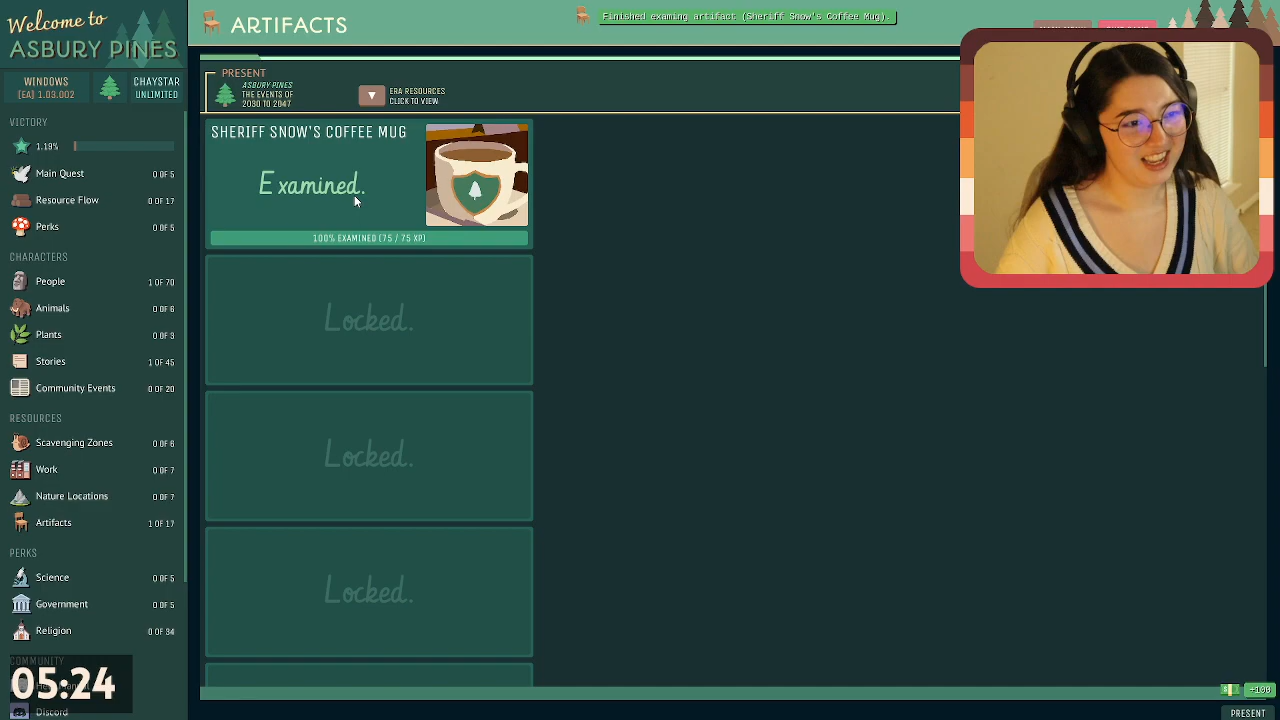 Welcome to
ASBURY PINES
WINDOWS
[EA] 1.03.002
CHAYSTAR
UNLIMITED
VICTORY
1.19%
Main Quest 0 OF 5
Resource Flow 0 OF 17
Perks 0 OF 5
CHARACTERS
People 1 OF 70
Animals 0 OF 6
Plants 0 OF 3
Stories 1 OF 45
Community Events 0 OF 20
RESOURCES
Scavenging Zones 0 OF 6
Work 0 OF 7
Nature Locations 0 OF 7
Artifacts 1 OF 17
PERKS
Science 0 OF 5
Government 0 OF 5
Religion 0 OF 34
COMMUNITY
05:24
Discord
ARTIFACTS
Finished examing artifact (Sheriff Snow's Coffee Mug).
PRESENT
ASBURY PINES
THE EVENTS OF
2030 TO 2047
ERA RESOURCES
CLICK TO VIEW
SHERIFF SNOW'S COFFEE MUG
Examined.
100% EXAMINED (75 / 75 XP)
Locked.
Locked.
Locked.
+100
PRESENT